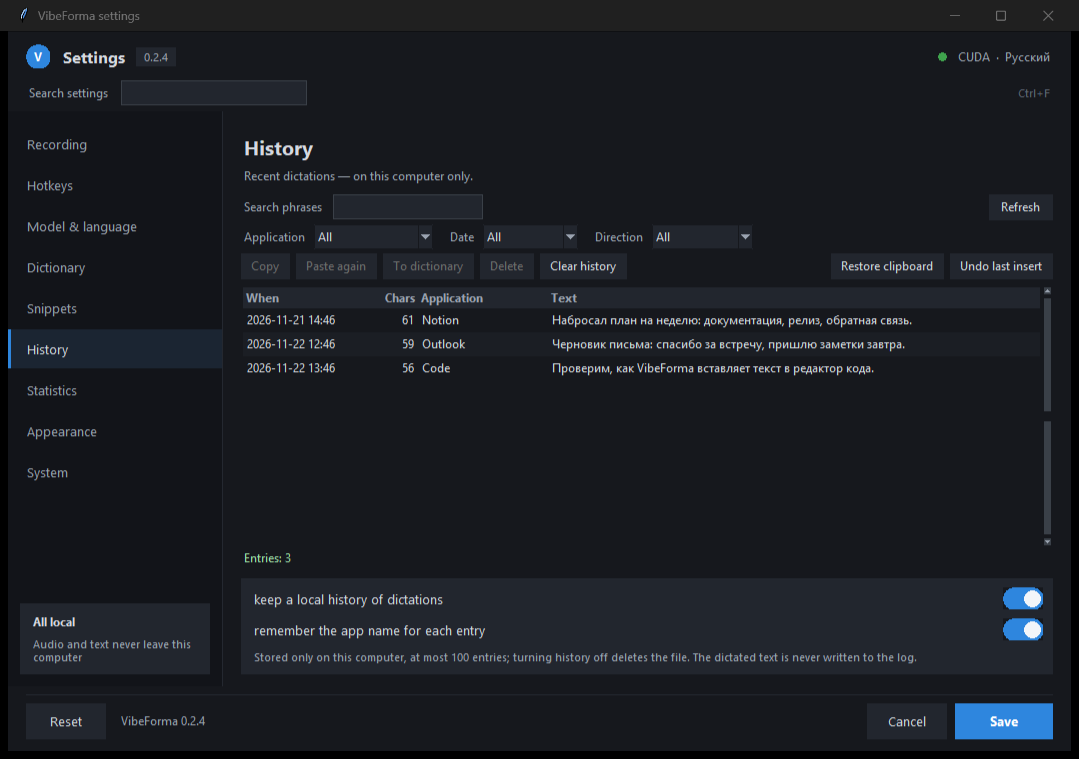 VibeForma settings
V Settings 0.2.4 CUDA · Русский
Search settings Ctrl+F
Recording
Hotkeys
Model & language
Dictionary
Snippets
History
Statistics
Appearance
System
All local
Audio and text never leave this
computer
History
Recent dictations — on this computer only.
Search phrases Refresh
Application All Date All Direction All
Copy Paste again To dictionary Delete Clear history Restore clipboard Undo last insert
When Chars Application Text
2026-11-21 14:46 61 Notion Набросал план на неделю: документация, релиз, обратная связь.
2026-11-22 12:46 59 Outlook Черновик письма: спасибо за встречу, пришлю заметки завтра.
2026-11-22 13:46 56 Code Проверим, как VibeForma вставляет текст в редактор кода.
Entries: 3
keep a local history of dictations
remember the app name for each entry
Stored only on this computer, at most 100 entries; turning history off deletes the file. The dictated text is never written to the log.
Reset VibeForma 0.2.4 Cancel Save